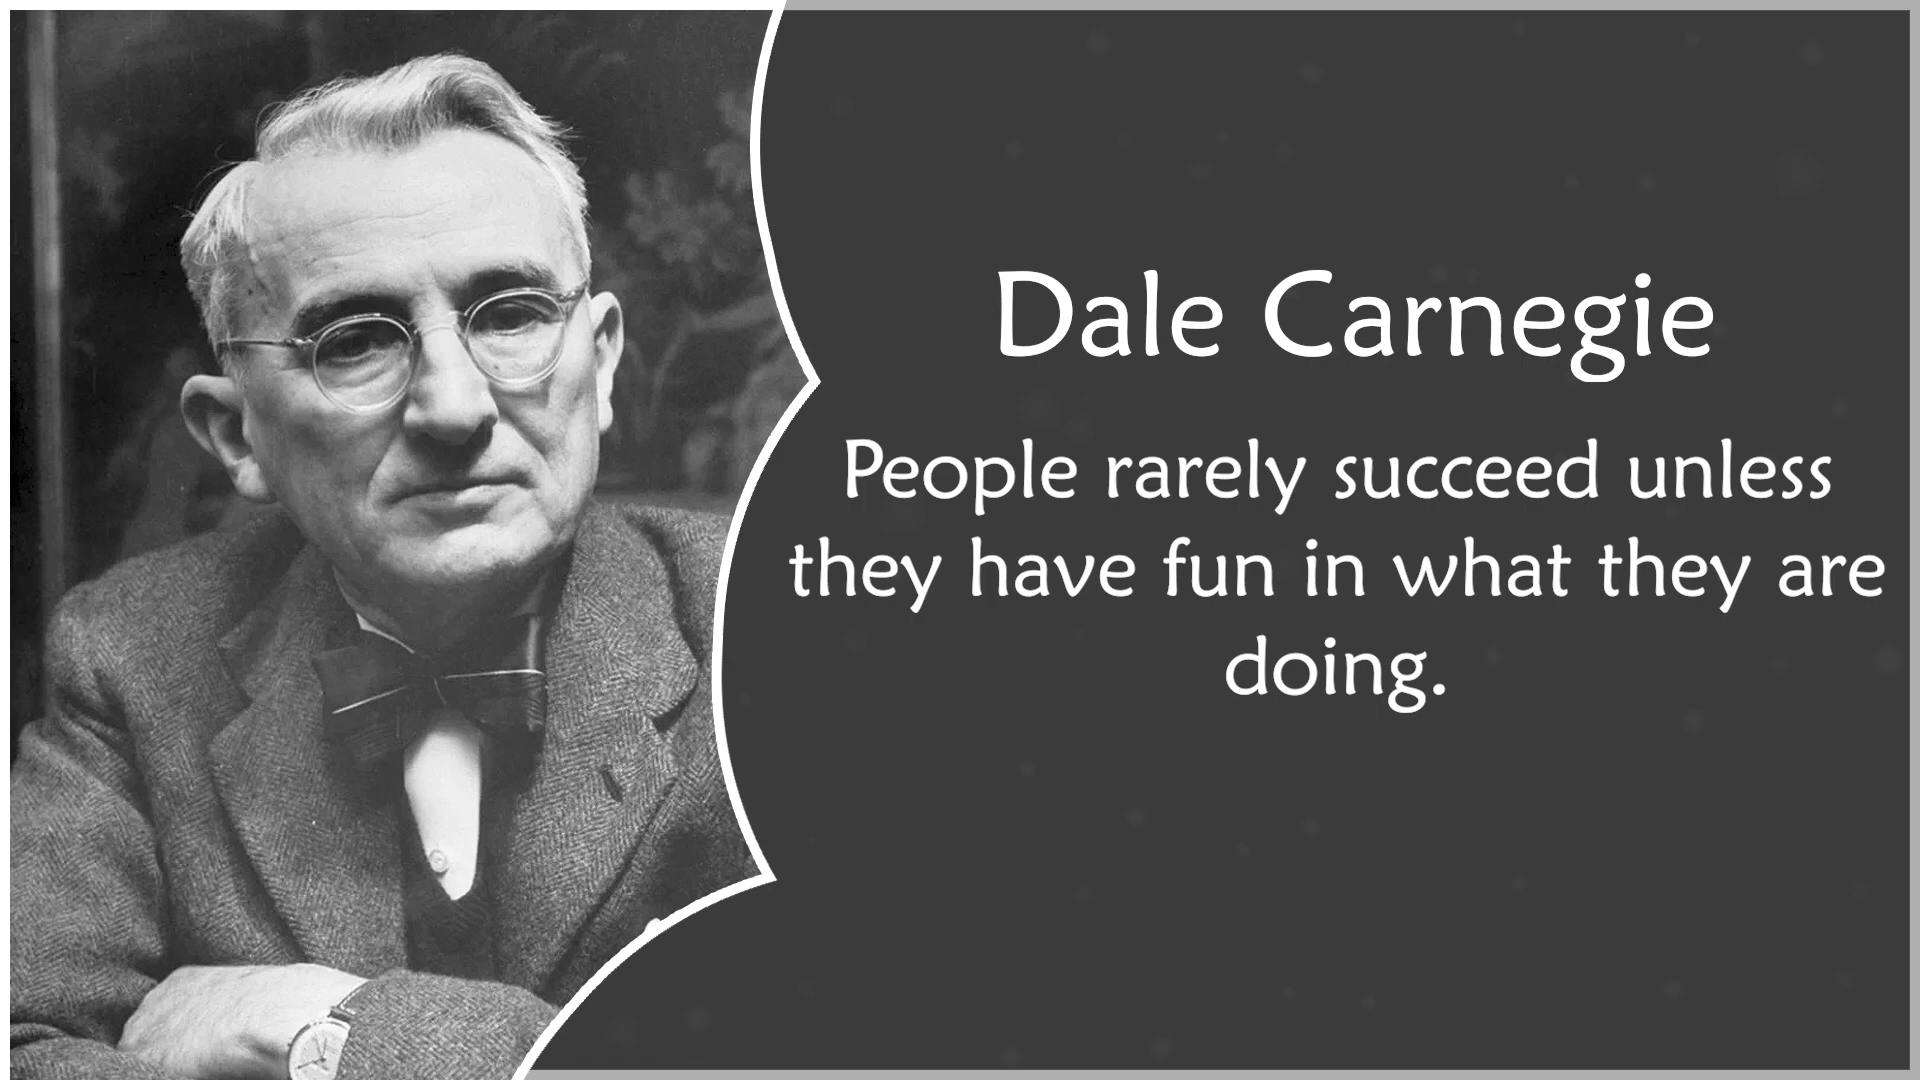 Dale Carnegie
People rarely succeed unless
they have fun in what they are
doing.